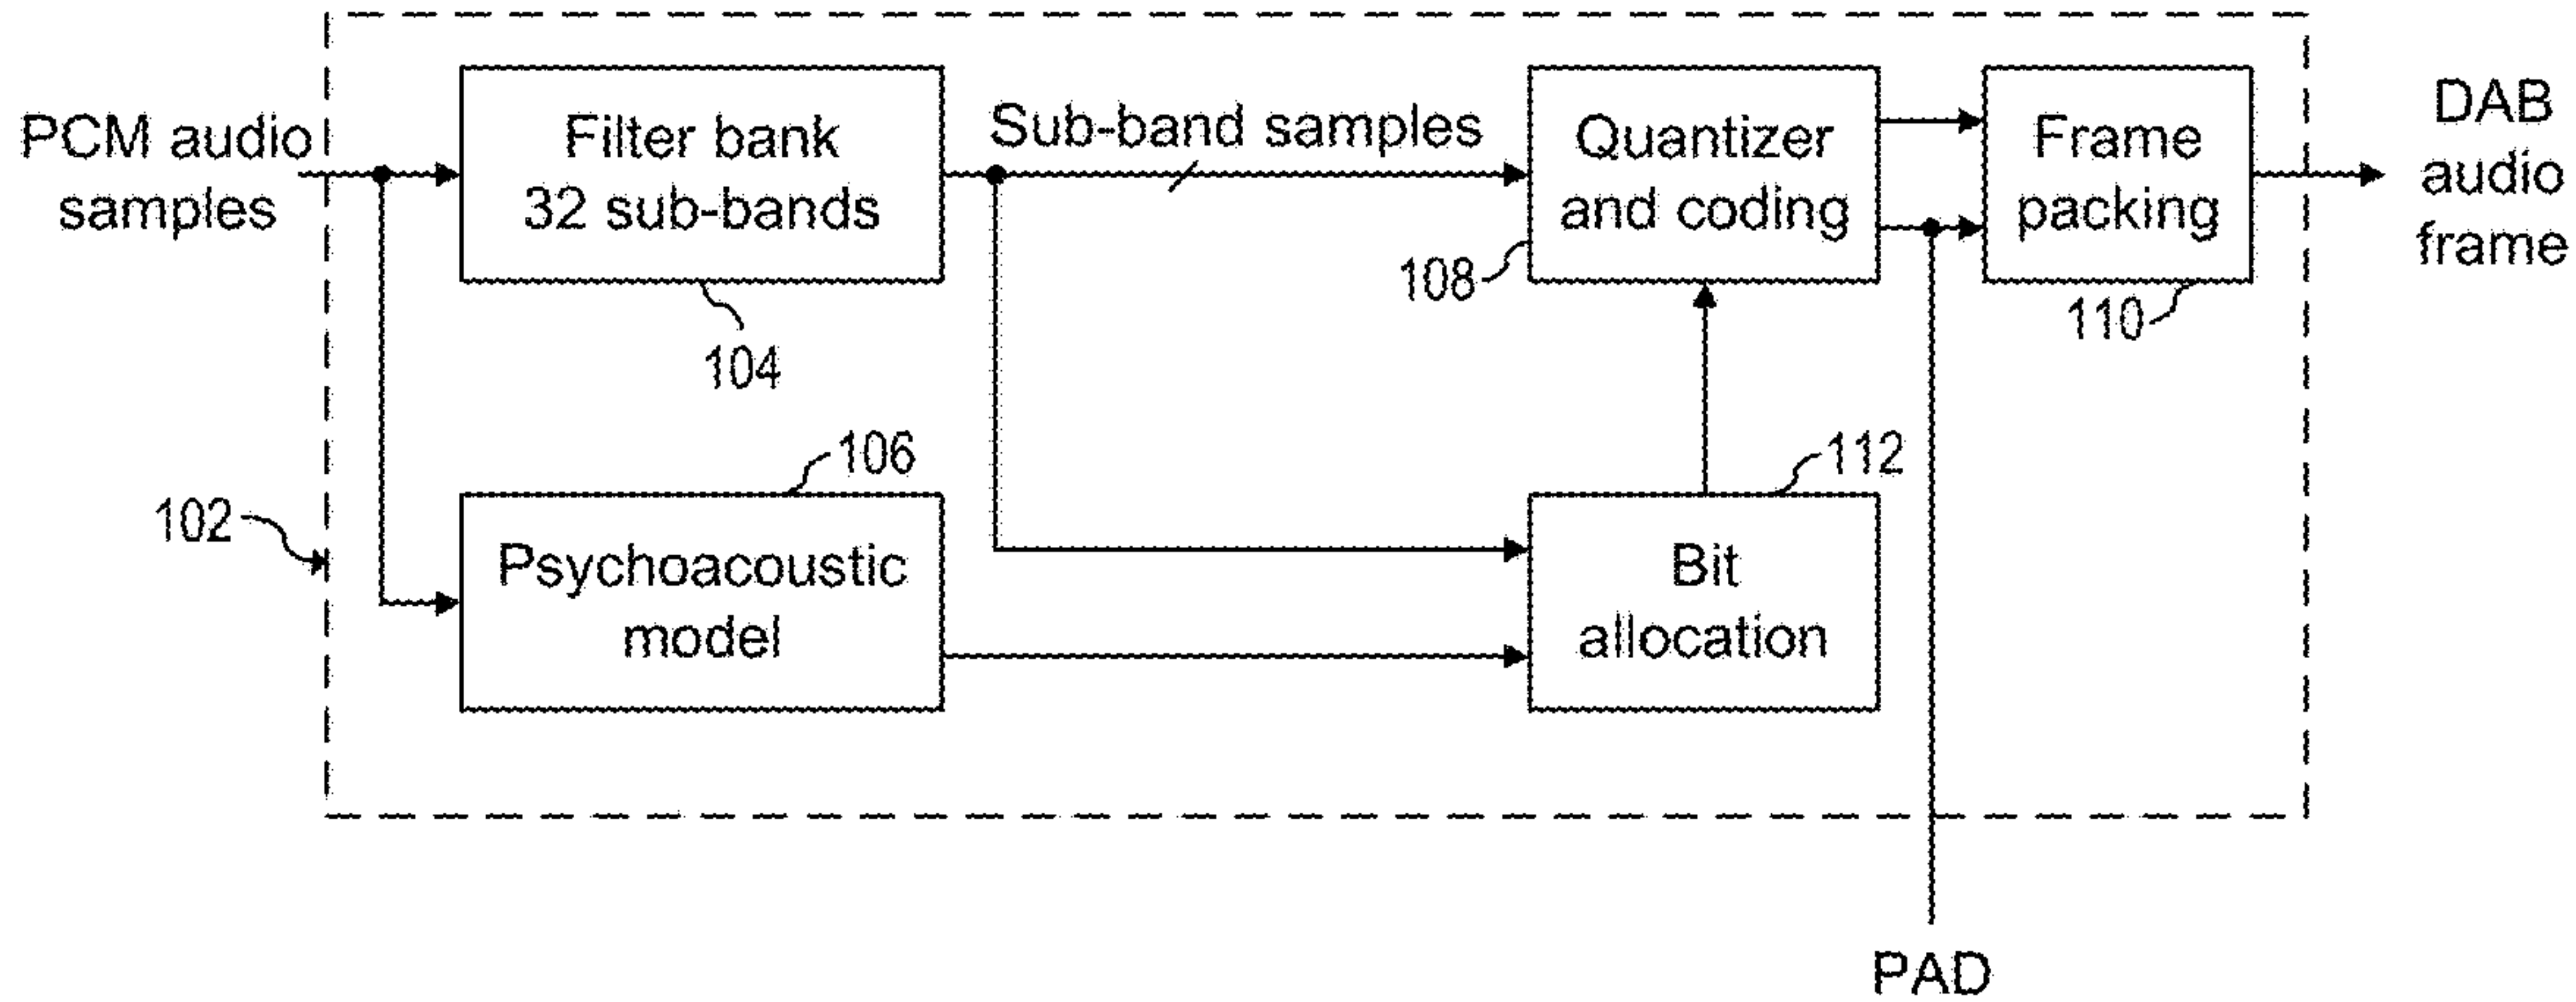 PCM audio
samples
Filter bank
32 sub-bands
104
Sub-band samples
Quantizer
and coding
108
Frame
packing
110
DAB
audio
frame
102
106
Psychoacoustic
model
112
Bit
allocation
PAD